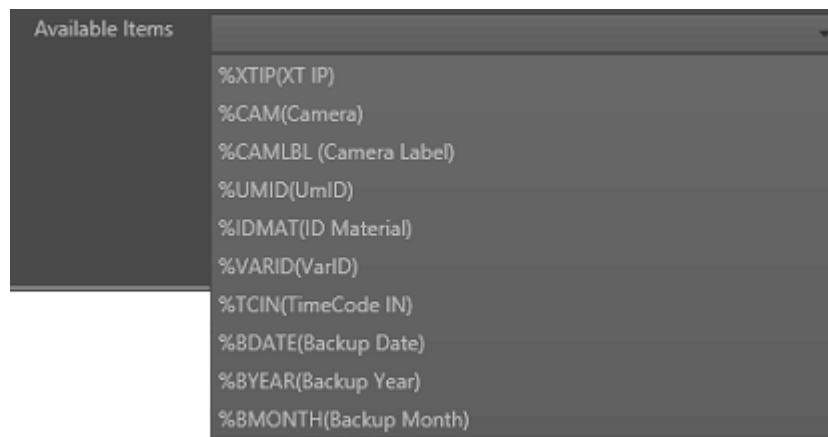 Available Items
%XTIP(XT IP)
%CAM(Camera)
%CAMLBL (Camera Label)
%UMID(UmID)
%IDMAT(ID Material)
%VARID(VarID)
%TCIN(TimeCode IN)
%BDATE(Backup Date)
%BYEAR(Backup Year)
%BMONTH(Backup Month)